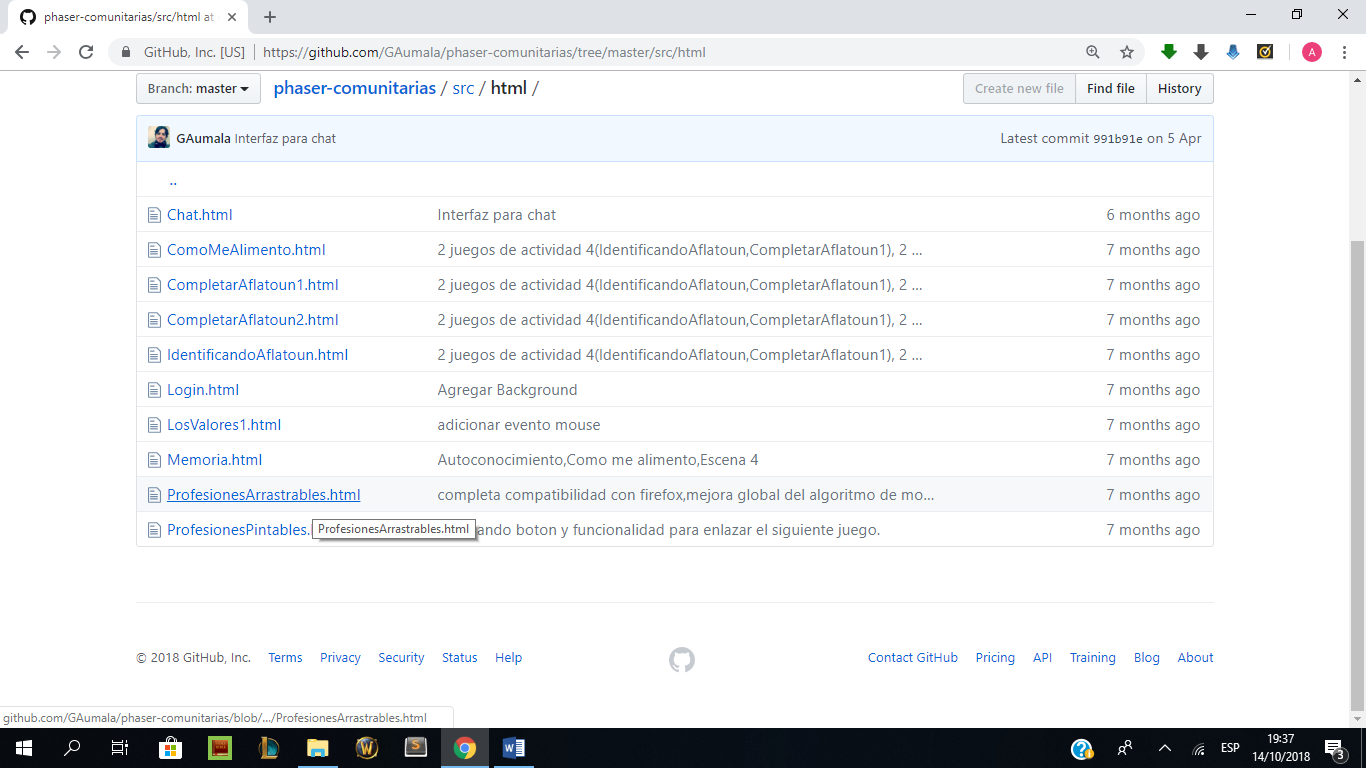 phaser-comunitarias/src/html at
GitHub, Inc. [US] | https://github.com/GAumala/phaser-comunitarias/tree/master/src/html
A
Branch: master phaser-comunitarias / src / html / Create new file Find file History
GAumala Interfaz para chat Latest commit 991b91e on 5 Apr
..
Chat.html Interfaz para chat 6 months ago
ComoMeAlimento.html 2 juegos de actividad 4(IdentificandoAflatoun,CompletarAflatoun1), 2 ... 7 months ago
CompletarAflatoun1.html 2 juegos de actividad 4(IdentificandoAflatoun,CompletarAflatoun1), 2 ... 7 months ago
CompletarAflatoun2.html 2 juegos de actividad 4(IdentificandoAflatoun,CompletarAflatoun1), 2 ... 7 months ago
IdentificandoAflatoun.html 2 juegos de actividad 4(IdentificandoAflatoun,CompletarAflatoun1), 2 ... 7 months ago
Login.html Agregar Background 7 months ago
LosValores1.html adicionar evento mouse 7 months ago
Memoria.html Autoconocimiento,Como me alimento,Escena 4 7 months ago
ProfesionesArrastrables.html completa compatibilidad con firefox,mejora global del algoritmo de mo... 7 months ago
ProfesionesPintables. ProfesionesArrastrables.html ando boton y funcionalidad para enlazar el siguiente juego. 7 months ago
© 2018 GitHub, Inc. Terms Privacy Security Status Help Contact GitHub Pricing API Training Blog About
github.com/GAumala/phaser-comunitarias/blob/.../ProfesionesArrastrables.html
ESP 19:37
14/10/2018 3